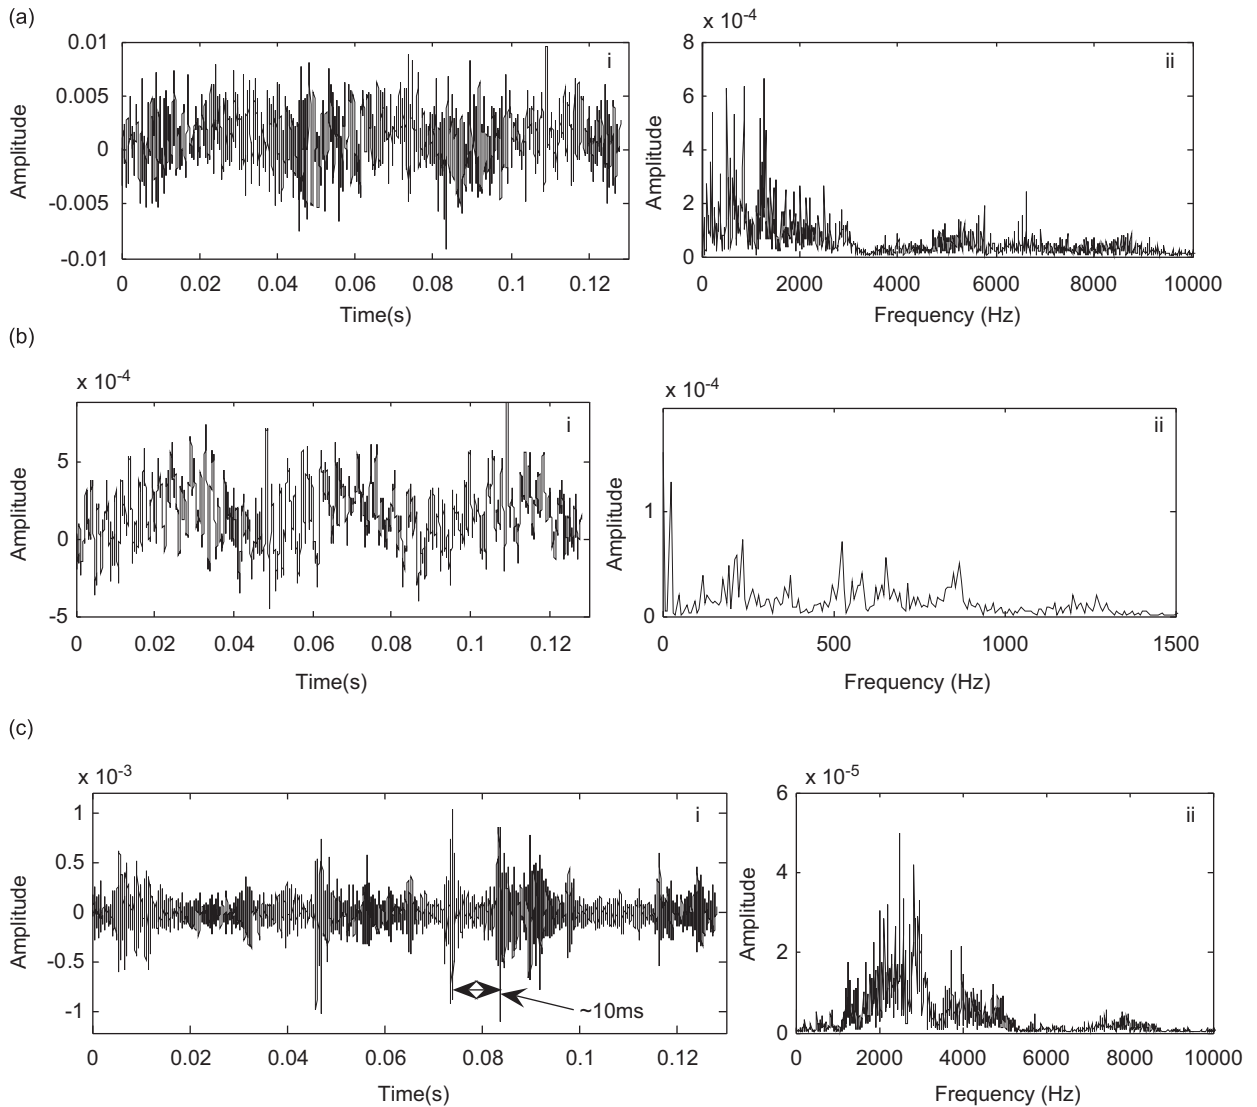 (a)
0.01
0.005
0
-0.005
-0.01
Amplitude
i
0 0.02 0.04 0.06 0.08 0.1 0.12
Time(s)
x 10-4
8
6
4
2
0
Amplitude
ii
0 2000 4000 6000 8000 10000
Frequency (Hz)
(b)
x 10-4
5
0
-5
Amplitude
i
0 0.02 0.04 0.06 0.08 0.1 0.12
Time(s)
x 10-4
1
0
Amplitude
ii
0 500 1000 1500
Frequency (Hz)
(c)
x 10-3
1
0.5
0
-0.5
-1
Amplitude
i
~10ms
0 0.02 0.04 0.06 0.08 0.1 0.12
Time(s)
x 10-5
6
4
2
0
Amplitude
ii
0 2000 4000 6000 8000 10000
Frequency (Hz)